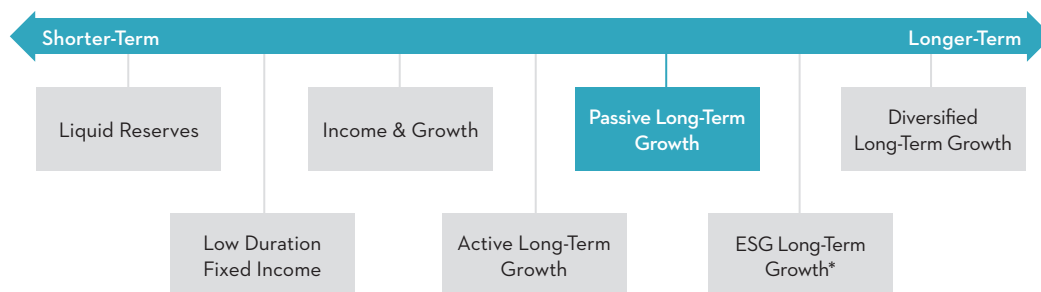 Shorter-Term
Longer-Term
Liquid Reserves
Income & Growth
Passive Long-Term
Growth
Diversified
Long-Term Growth
Low Duration
Fixed Income
Active Long-Term
Growth
ESG Long-Term
Growth*